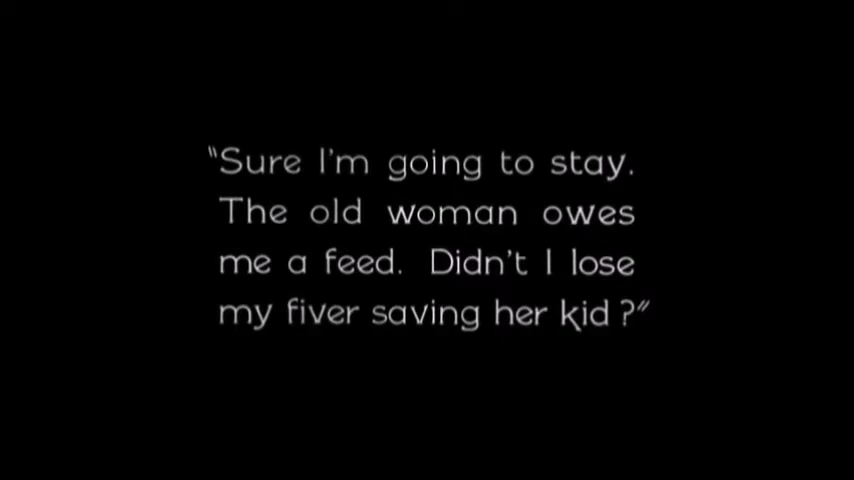 "Sure I'm going to stay.
The old woman owes
me a feed. Didn't I lose
my fiver saving her kid?"